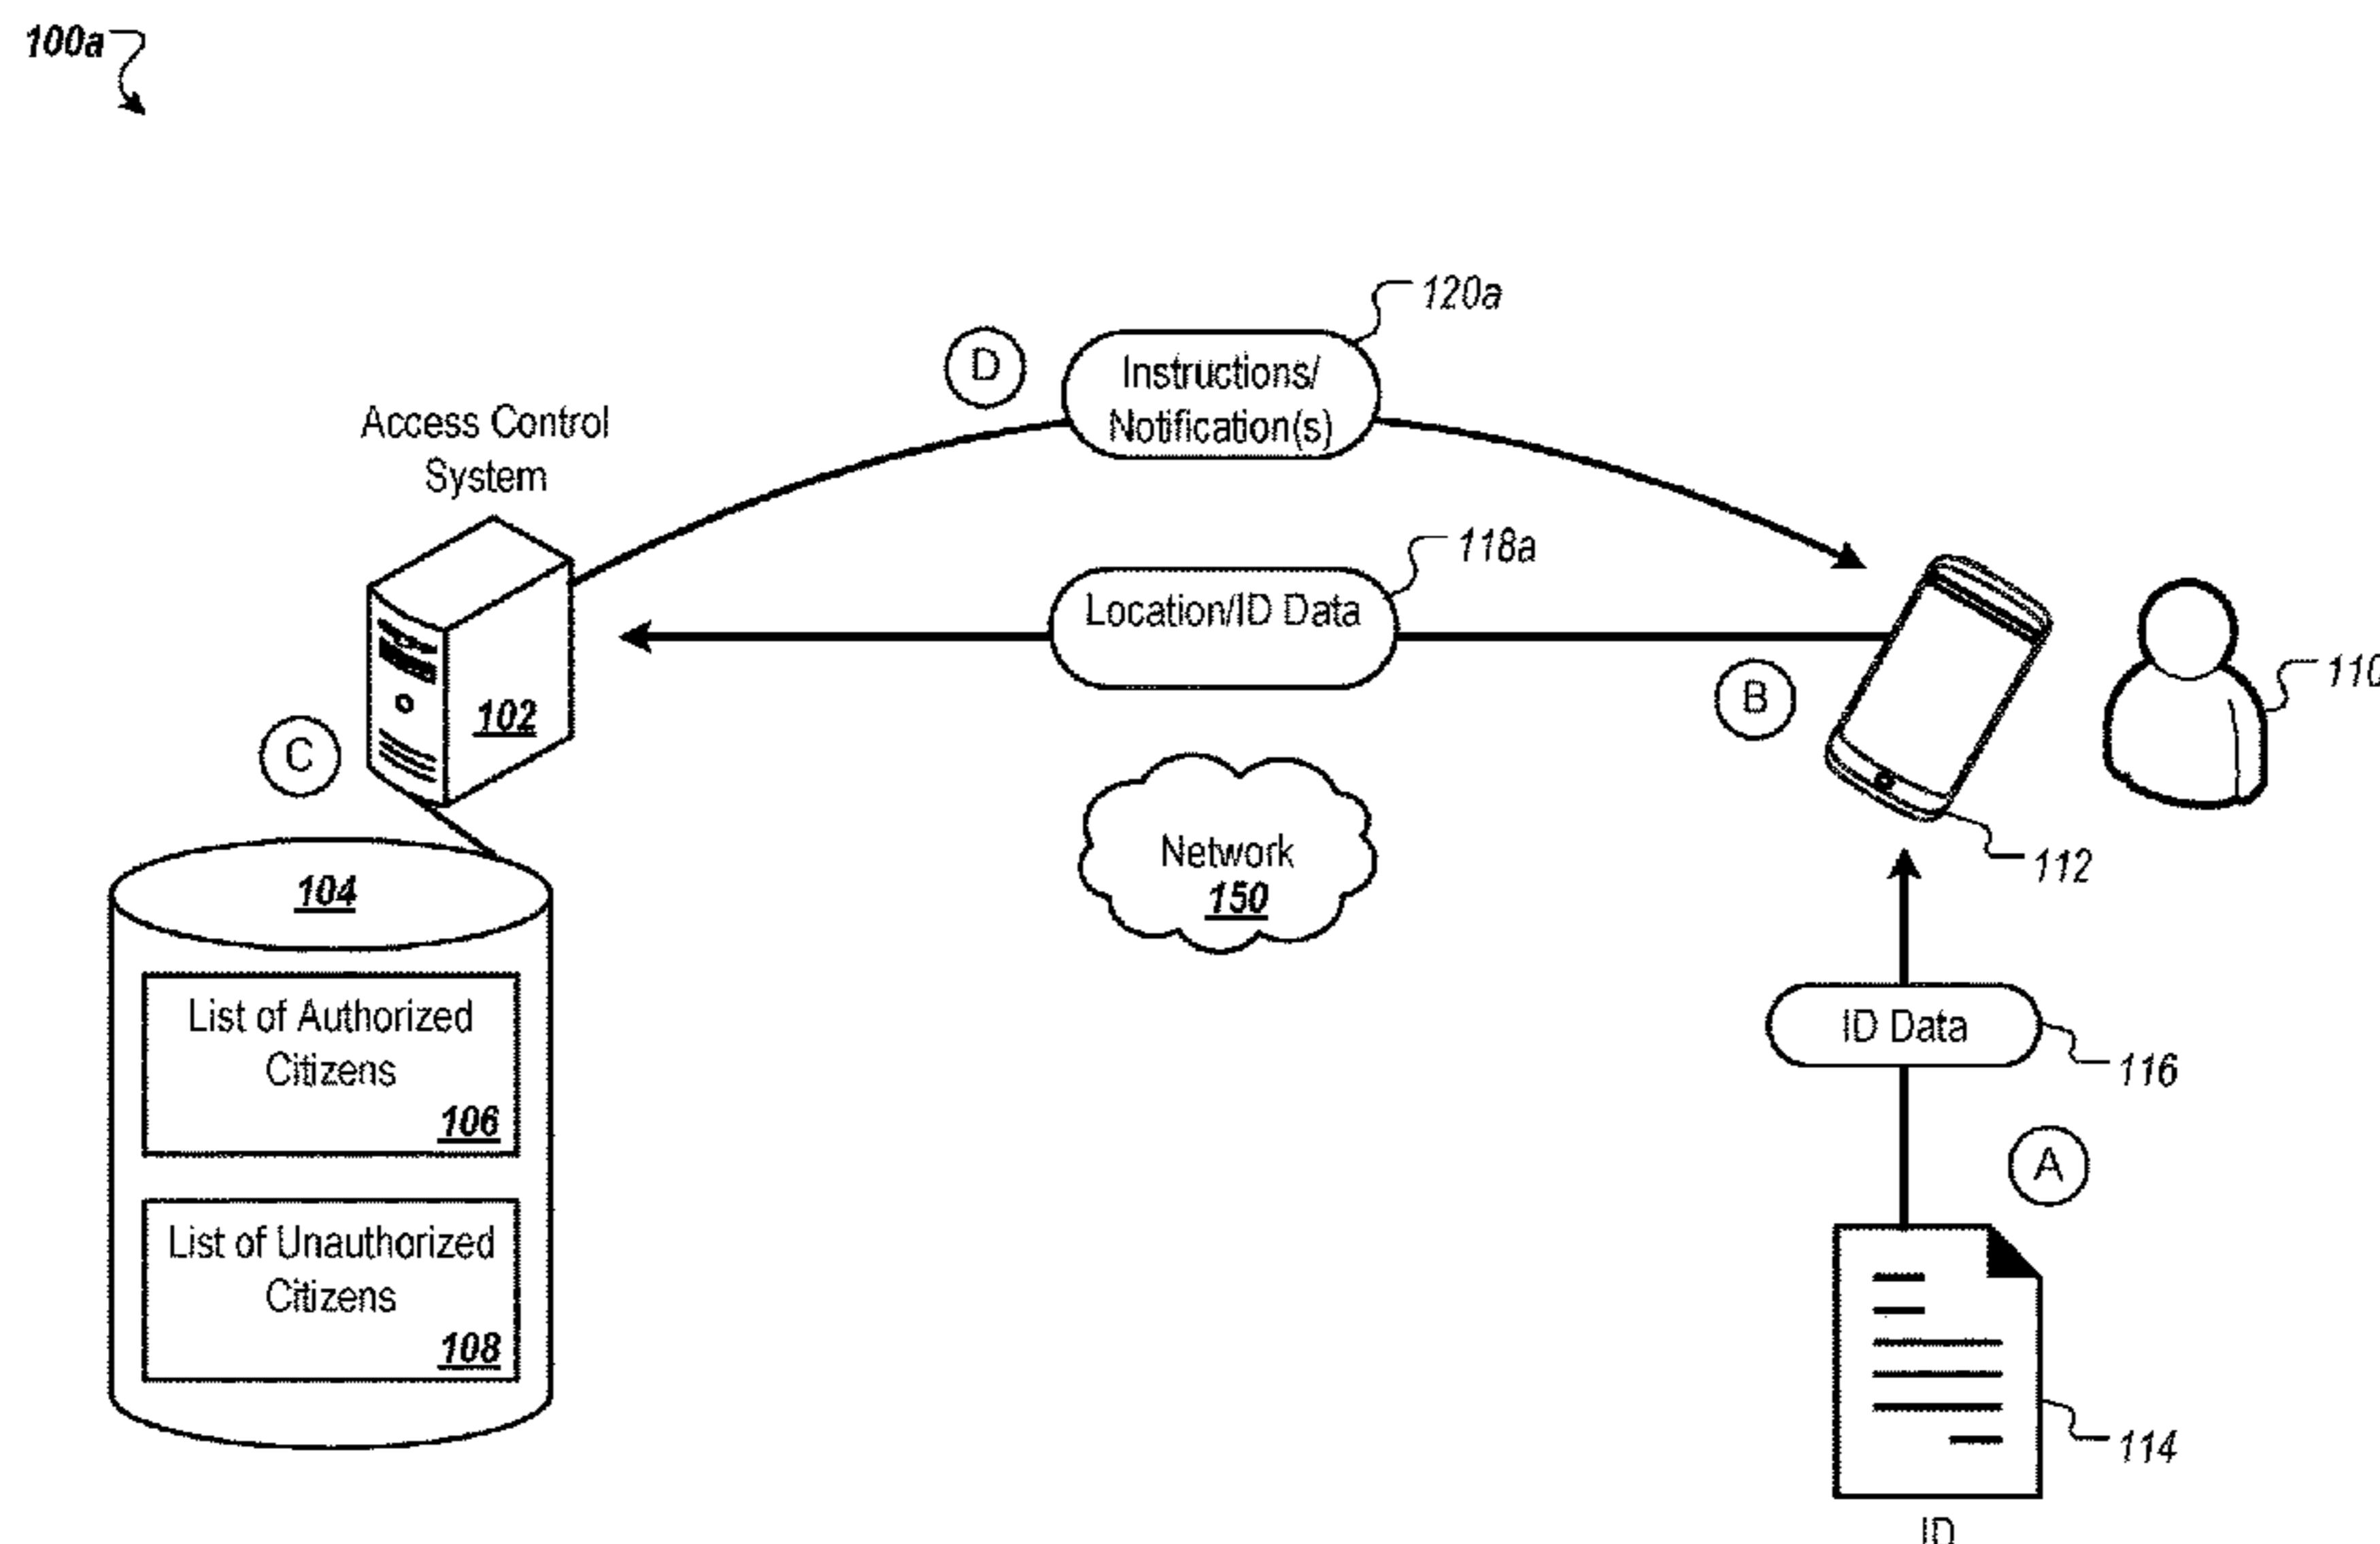 100a
120a
D
Instructions/
Notification(s)
Access Control
System
118a
Location/ID Data
110
B
102
C
Network
150
112
104
List of Authorized
Citizens
106
ID Data
116
A
List of Unauthorized
Citizens
108
114
ID